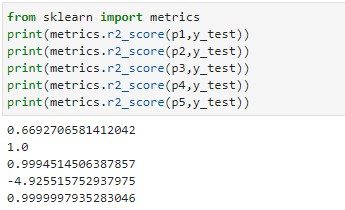 from sklearn import metrics
print(metrics.r2_score(p1,y_test))
print(metrics.r2_score(p2,y_test))
print(metrics.r2_score(p3,y_test))
print(metrics.r2_score(p4,y_test))
print(metrics.r2_score(p5,y_test))
0.6692706581412042
1.0
0.9994514506387857
-4.925515752937975
0.9999997935283046